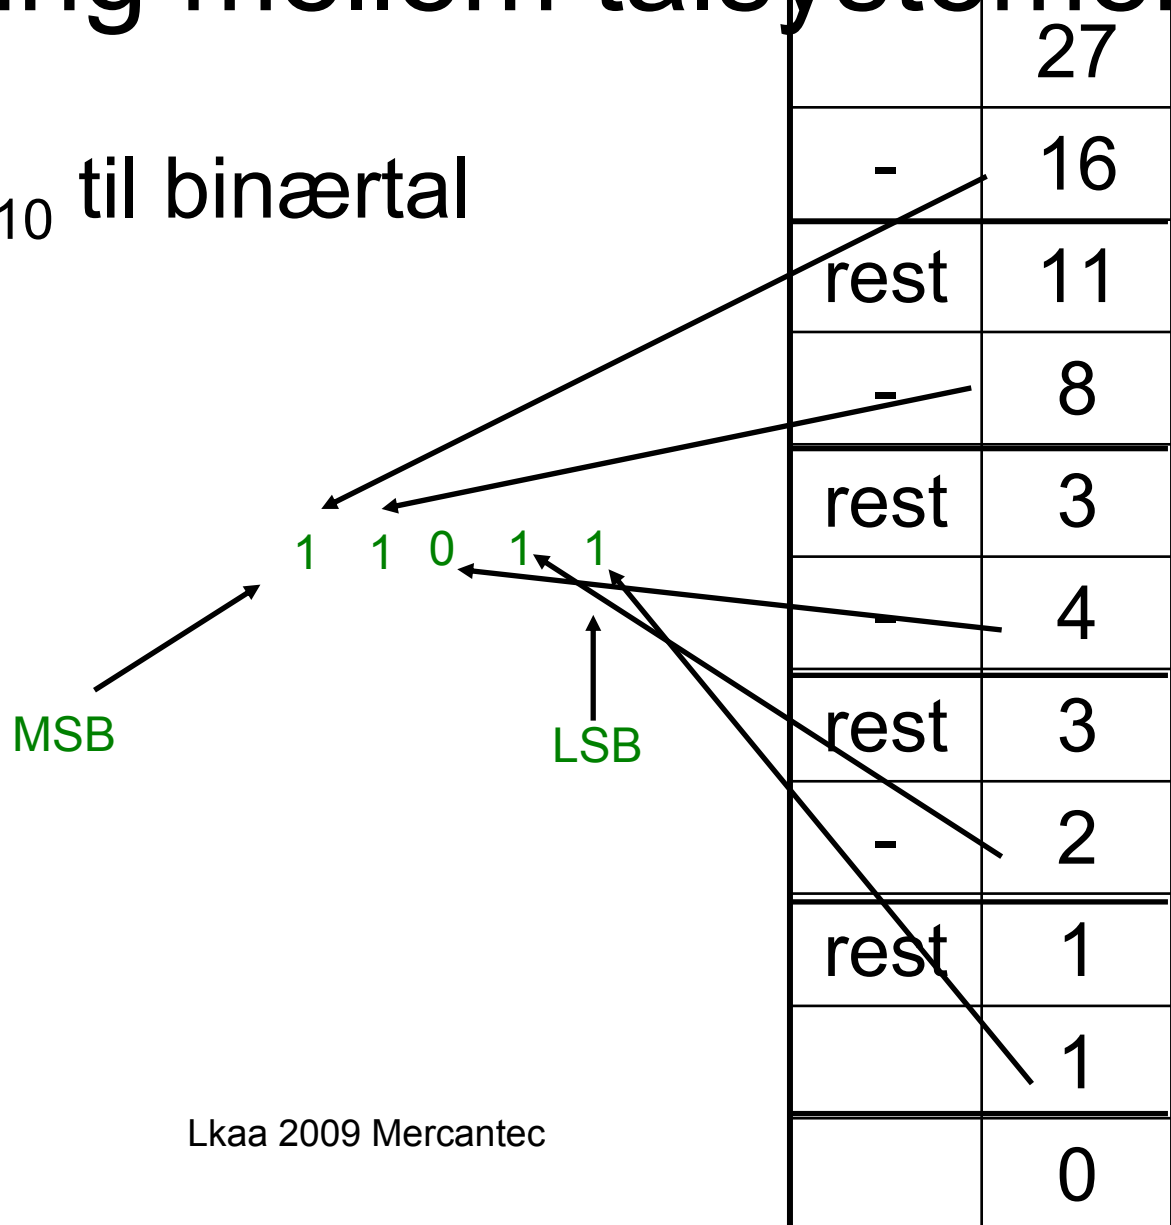 27
10 til binærtal
- 16
rest 11
- 8
rest 3
1 1 0 1 1
- 4
MSB
LSB
rest 3
- 2
rest 1
1
Lkaa 2009 Mercantec
0